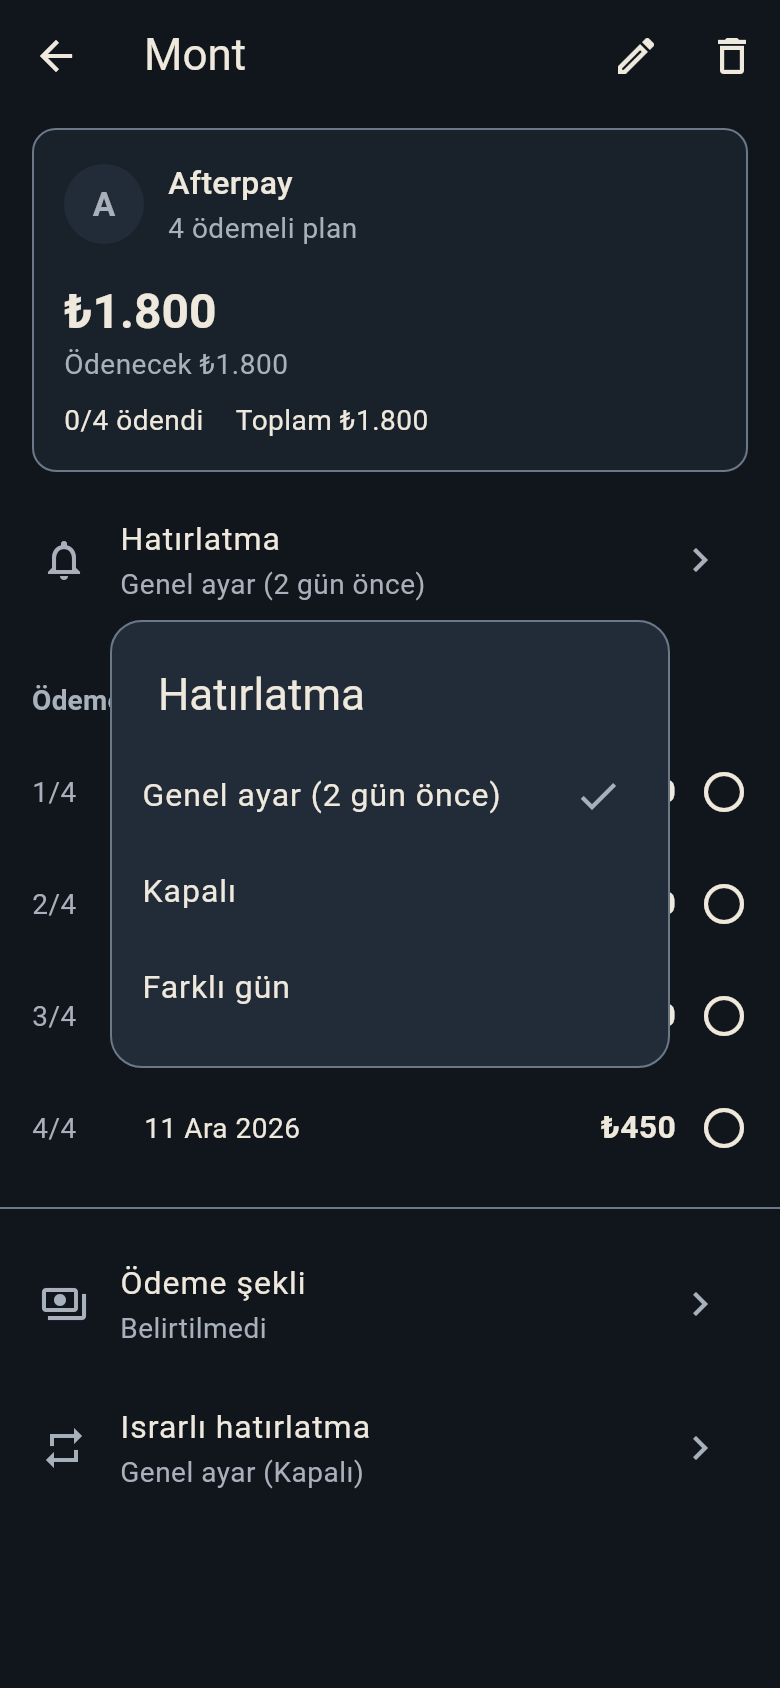 Mont
A
Afterpay
4 ödemeli plan
₺1.800
Ödenecek ₺1.800
0/4 ödendi Toplam ₺1.800
Hatırlatma
Genel ayar (2 gün önce)
Hatırlatma
Genel ayar (2 gün önce)
Kapalı
Farklı gün
1/4
2/4
3/4
4/4 11 Ara 2026 ₺450
Ödeme şekli
Belirtilmedi
Israrlı hatırlatma
Genel ayar (Kapalı)